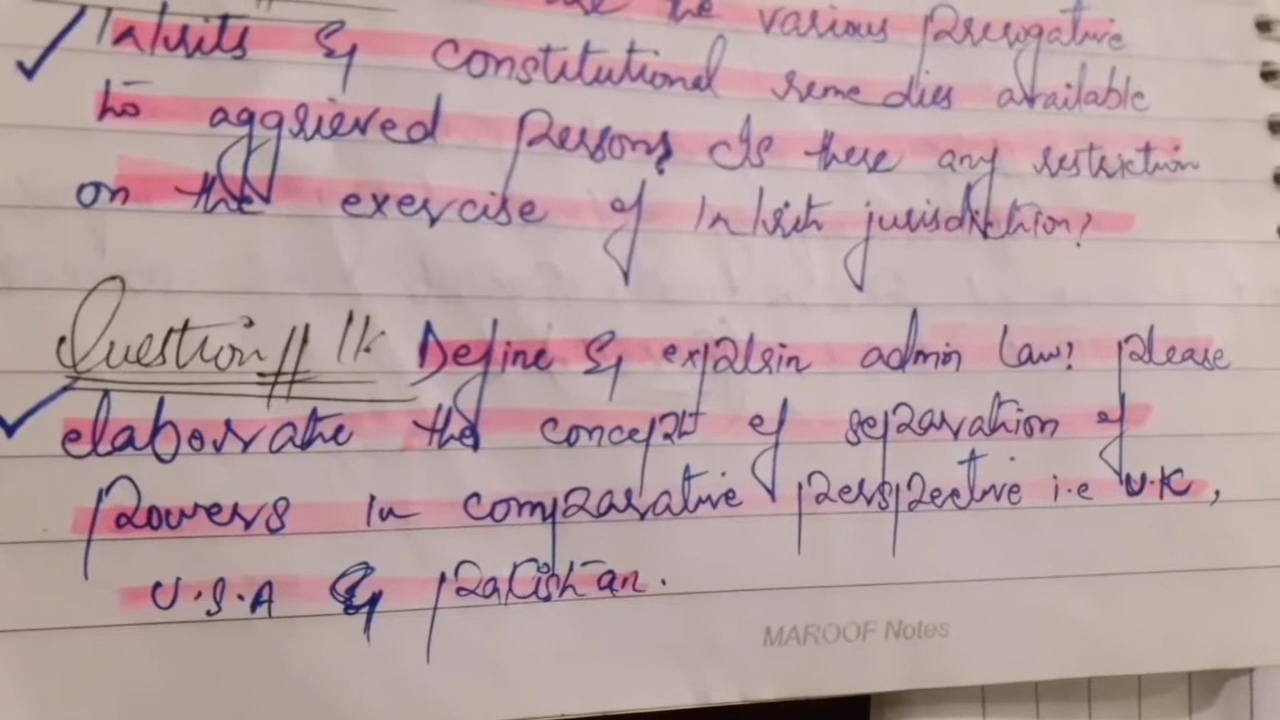 the various prerogative
Writs & constitutional remedies available
to aggrieved persons, Is there any restriction
on the exercise of Writ jurisdiction?
Question # Define & explain admin law? please
elaborate the concept of separation of
powers in comparative perspective i.e U.K,
U.S.A & pakistan.
MAROOF Notes